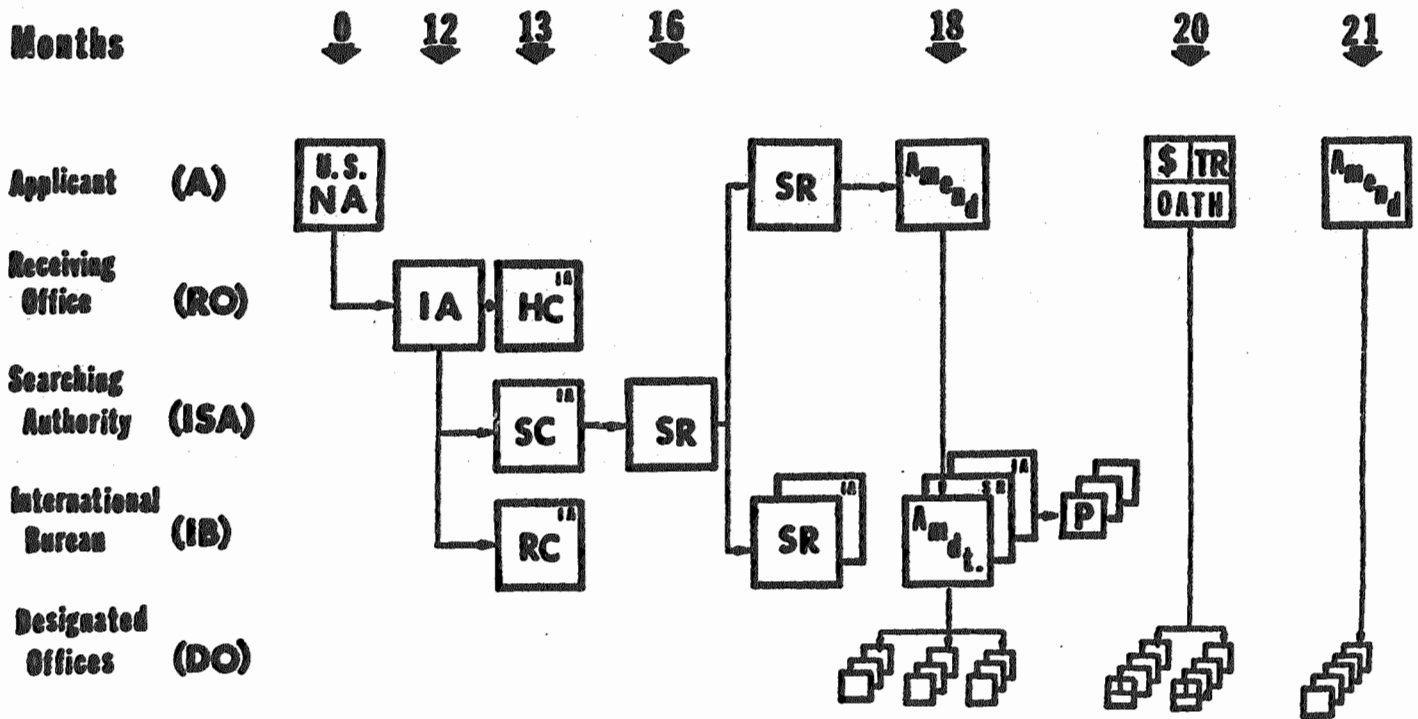 Months 0 12 13 16 18 20 21
U.S.
NA
SR
Amend
$ TR
OATH
Amend
Applicant (A)
Receiving
Office (RO)
IA
IA
HC
Searching
Authority (ISA)
IA
SC
SR
International
Bureau (IB)
IA
RC
IA
SR
IA
SR
Amdt.
P
Designated
Offices (DO)